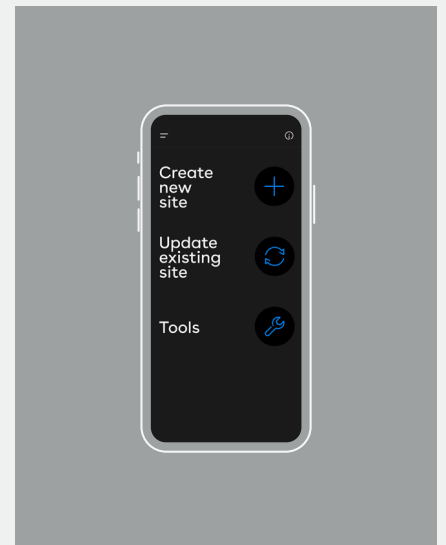 Create
new
site
Update
existing
site
Tools